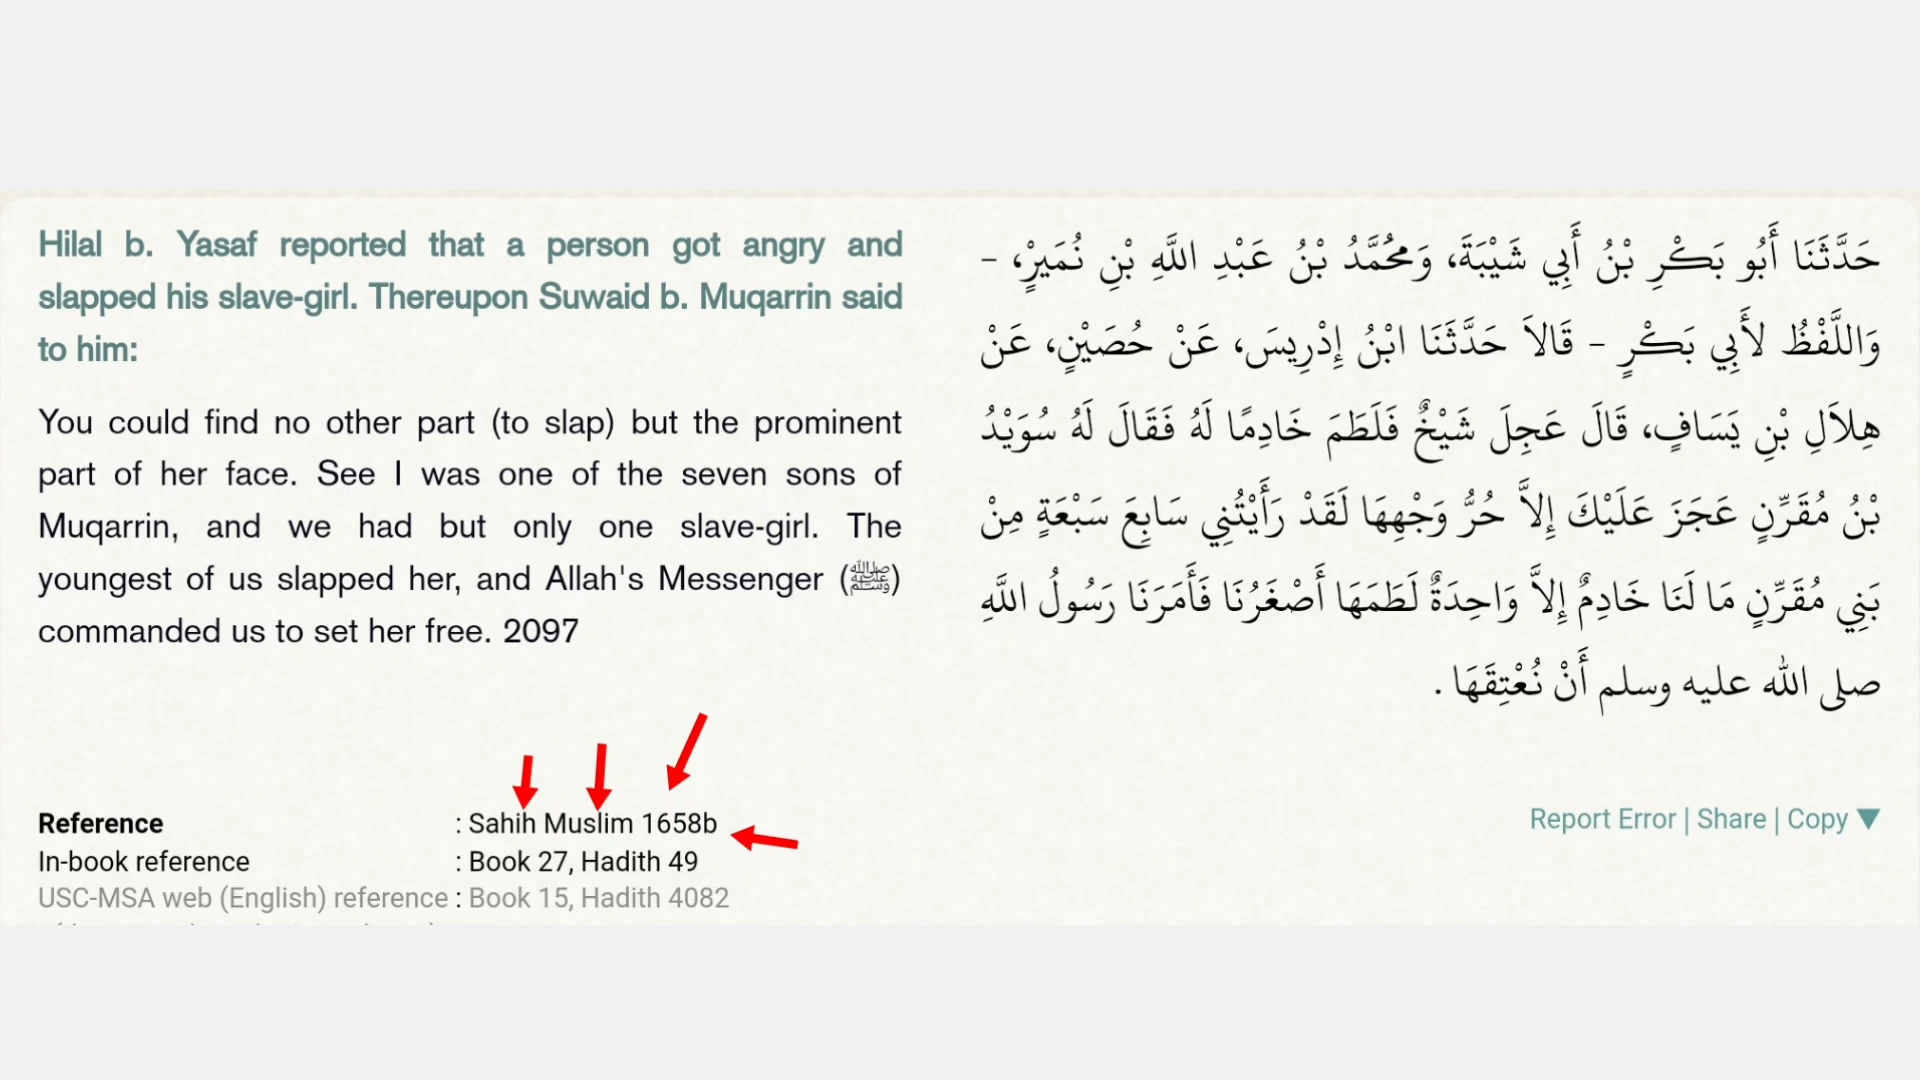 Hilal b. Yasaf reported that a person got angry and
slapped his slave-girl. Thereupon Suwaid b. Muqarrin said
to him:
You could find no other part (to slap) but the prominent
part of her face. See I was one of the seven sons of
Muqarrin, and we had but only one slave-girl. The
youngest of us slapped her, and Allah's Messenger (ﷺ)
commanded us to set her free. 2097
حَدَّثَنَا أَبُو بَكْرِ بْنُ أَبِي شَيْبَةَ، وَمُحَمَّدُ بْنُ عَبْدِ اللَّهِ بْنِ نُمَيْرٍ، -
وَاللَّفْظُ لأَبِي بَكْرٍ - قَالاَ حَدَّثَنَا ابْنُ إِدْرِيسَ، عَنْ حُصَيْنٍ، عَنْ
هِلاَلِ بْنِ يَسَافٍ، قَالَ عَجِلَ شَيْخٌ فَلَطَمَ خَادِمًا لَهُ فَقَالَ لَهُ سُوَيْدُ
بْنُ مُقَرِّنٍ عَجَزَ عَلَيْكَ إِلاَّ حُرُّ وَجْهِهَا لَقَدْ رَأَيْتُنِي سَابِعَ سَبْعَةٍ مِنْ
بَنِي مُقَرِّنٍ مَا لَنَا خَادِمٌ إِلاَّ وَاحِدَةٌ لَطَمَهَا أَصْغَرُنَا فَأَمَرَنَا رَسُولُ اللَّهِ
صلى الله عليه وسلم أَنْ نُعْتِقَهَا .
Reference : Sahih Muslim 1658b
In-book reference : Book 27, Hadith 49
USC-MSA web (English) reference : Book 15, Hadith 4082
Report Error | Share | Copy ▼